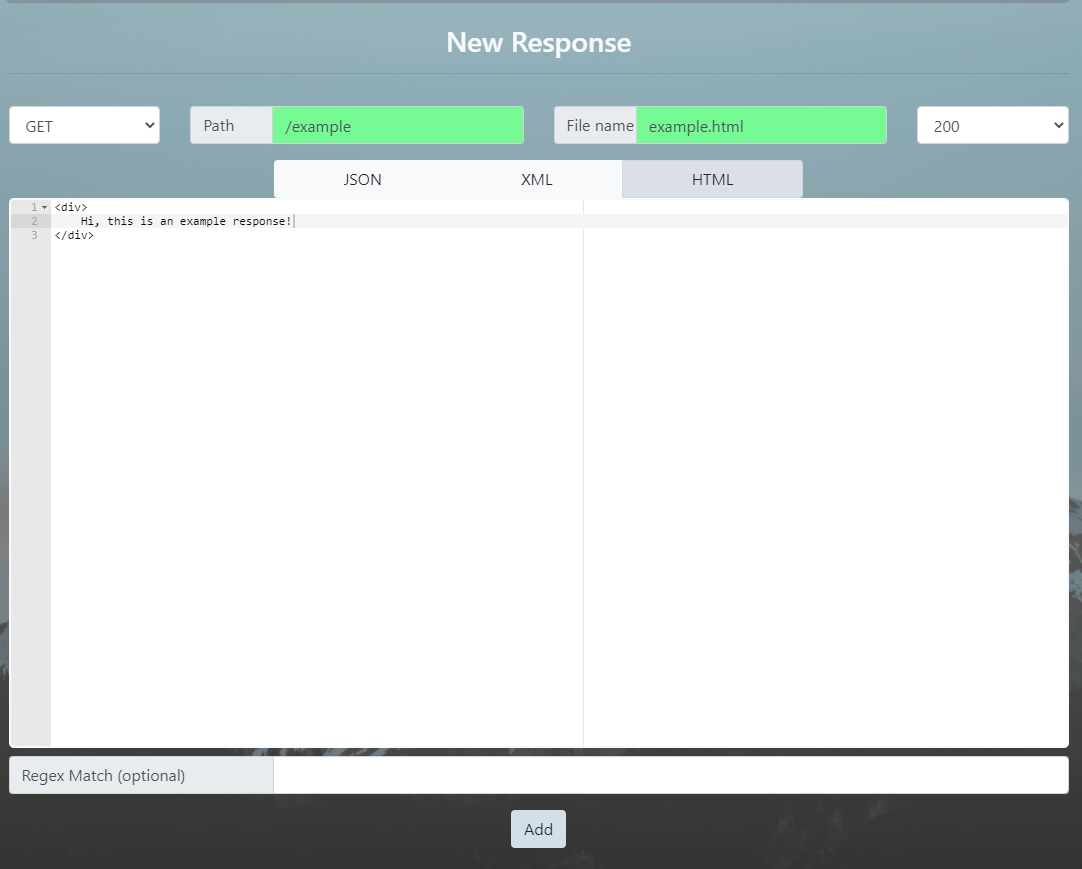 New Response
GET Path /example File name example.html 200
JSON XML HTML
1 <div>
2 Hi, this is an example response!
3 </div>
Regex Match (optional)
Add